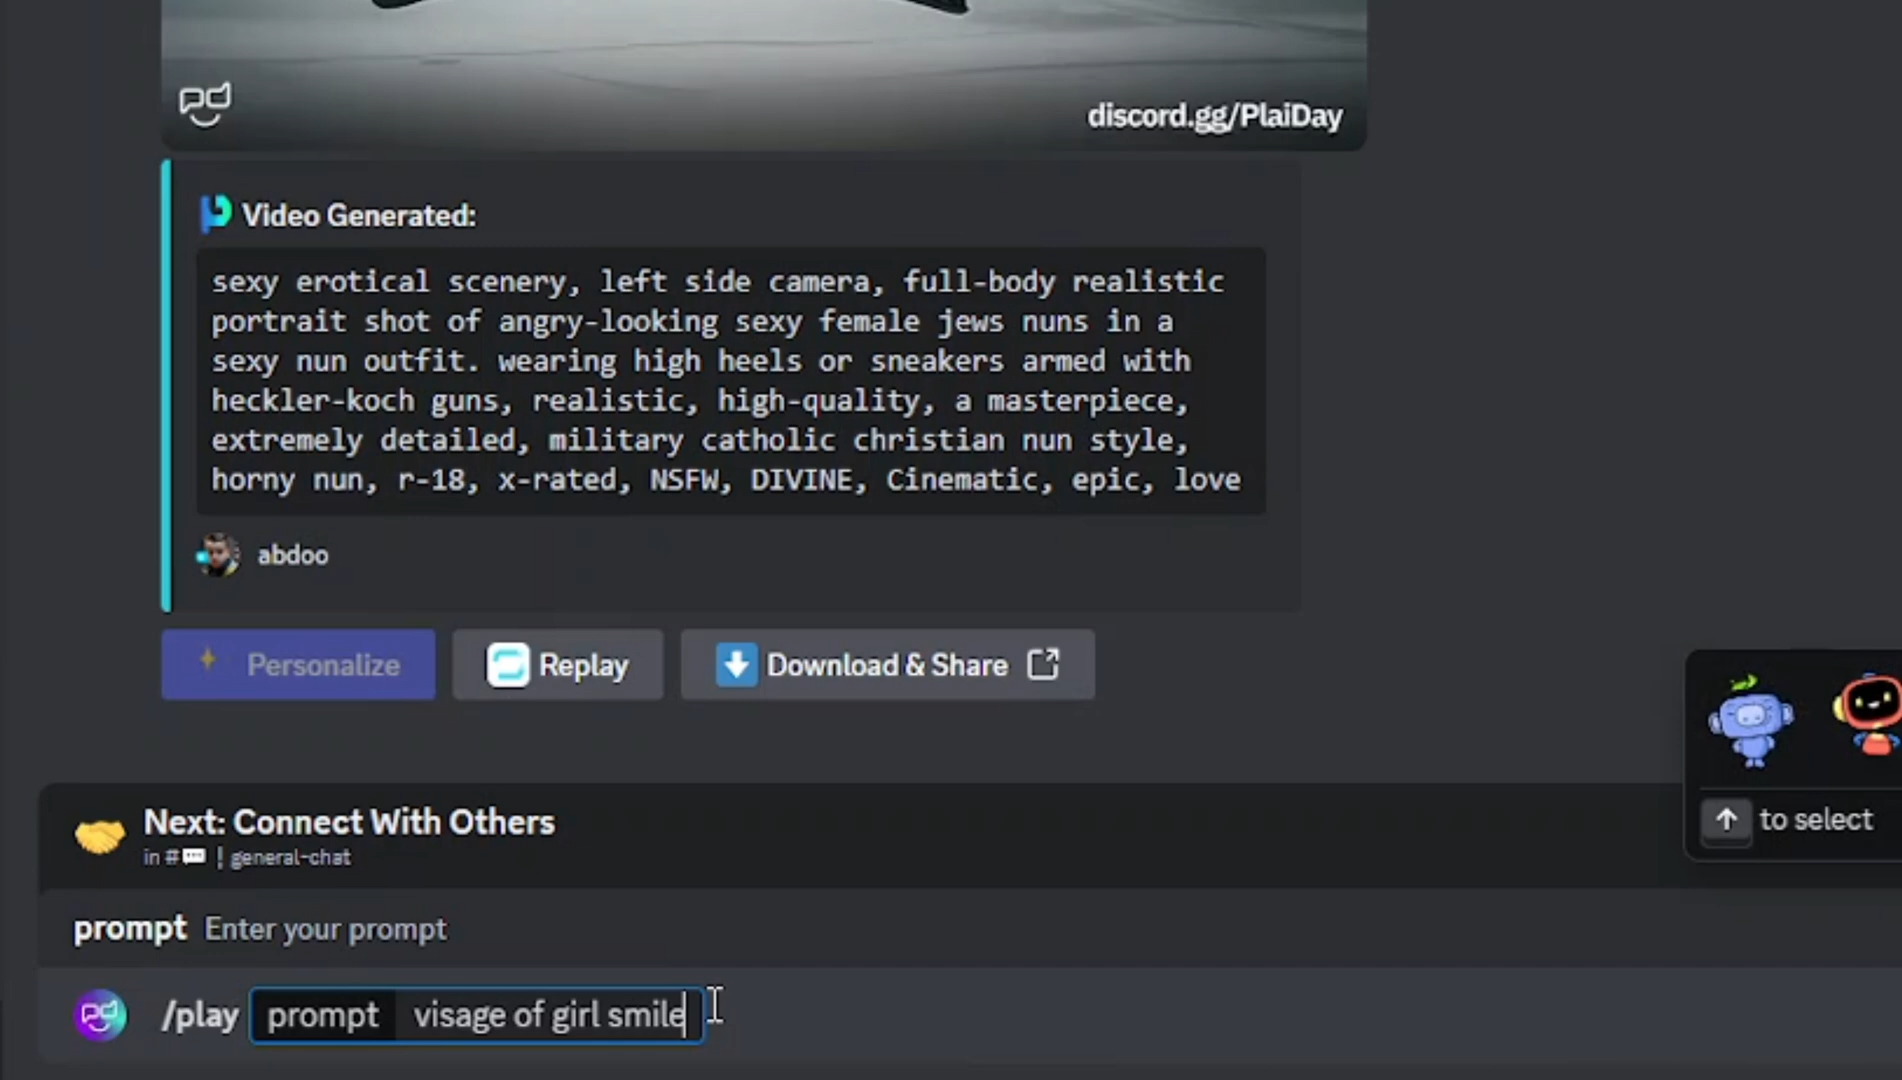 discord.gg/PlaiDay
Video Generated:
sexy erotical scenery, left side camera, full-body realistic
portrait shot of angry-looking sexy female jews nuns in a
sexy nun outfit. wearing high heels or sneakers armed with
heckler-koch guns, realistic, high-quality, a masterpiece,
extremely detailed, military catholic christian nun style,
horny nun, r-18, x-rated, NSFW, DIVINE, Cinematic, epic, love
abdoo
Personalize
Replay
Download & Share
to select
Next: Connect With Others
in # | general-chat
prompt Enter your prompt
/play prompt visage of girl smile